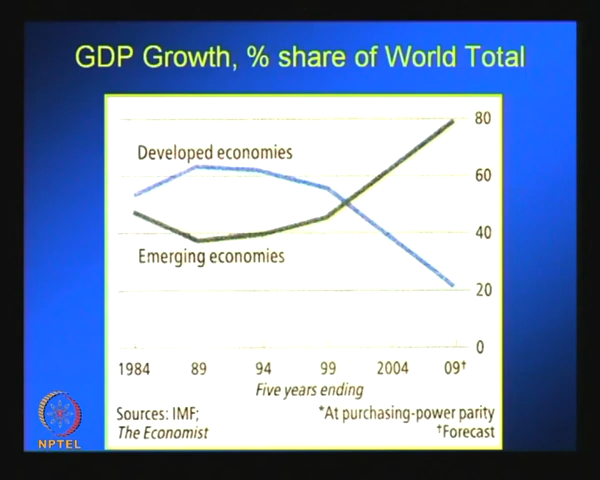 GDP Growth, % share of World Total
80
Developed economies
60
40
Emerging economies
20
0
1984 89 94 99 2004 09†
Five years ending
Sources: IMF; *At purchasing-power parity
The Economist †Forecast
NPTEL